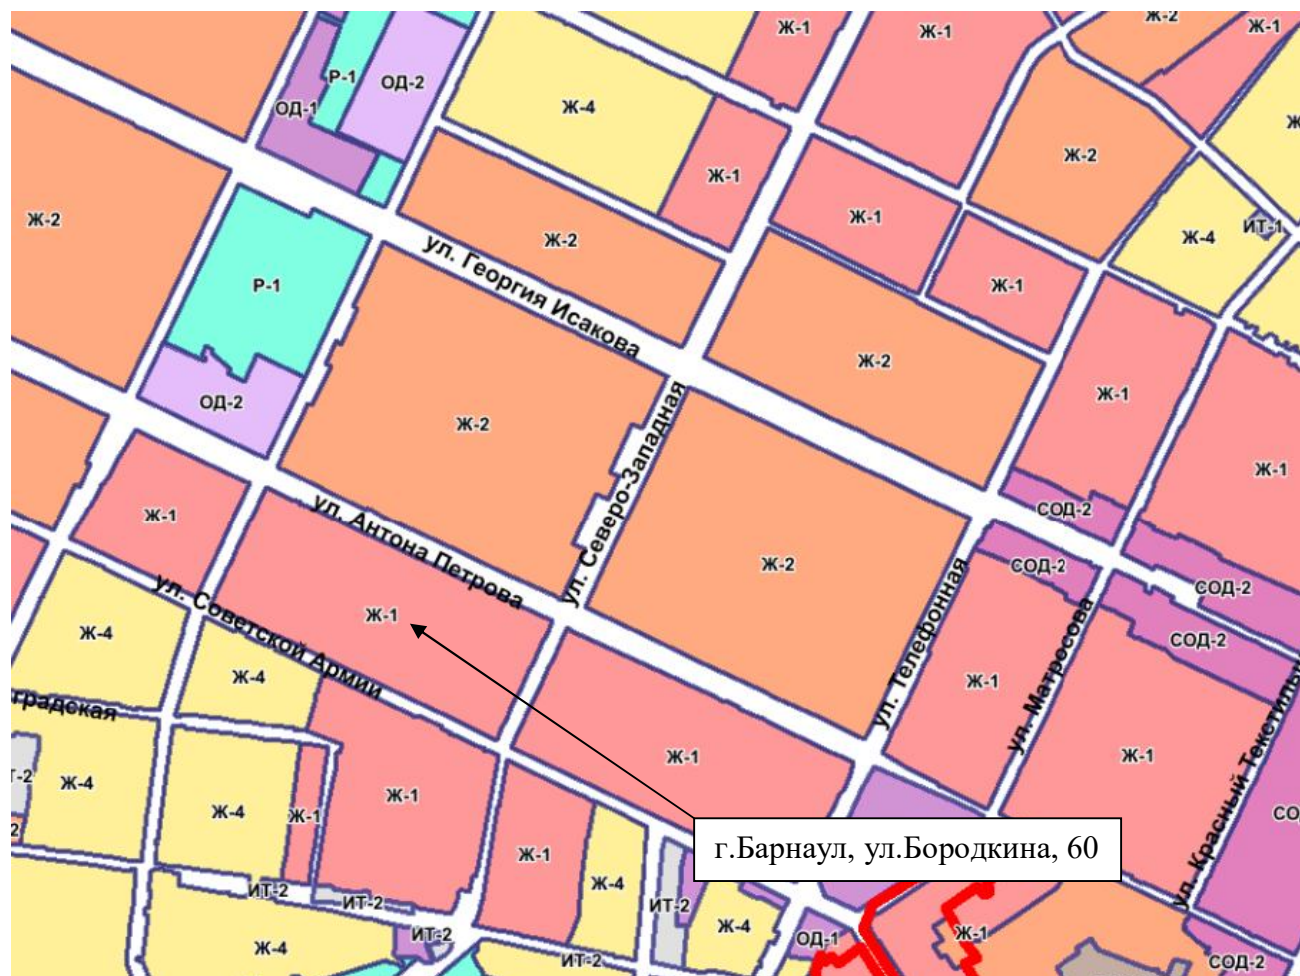 Ж-2
Ж-1
Ж-1
Ж-1
Р-1
ОД-2
ОД-1
Ж-4
Ж-2
Ж-1
Ж-2
Ж-1
Ж-4
ИТ-1
Ж-2
ул. Георгия Исакова
Р-1
Ж-1
Ж-2
Ж-1
ОД-2
Ж-2
ул. Северо-Западная
Ж-1
Ж-1
ул. Антона Петрова
СОД-2
Ж-2
СОД-2
СОД-2
ул. Советской Армии
Ж-1
Ж-4
СОД-2
Ж-4
ул. Телефонная
Ж-1
ул. Матросова
градская
Ж-1
Ж-1
Ж-4
Ж-1
Ж-4
Ж-1
ул. Красный Текстиль
г.Барнаул, ул.Бородкина, 60
Ж-1
Ж-4
ИТ-2
ИТ-2
ИТ-2
ИТ-2
Ж-4
Ж-4
ОД-1
Ж-1
ИТ-2
СОД-2